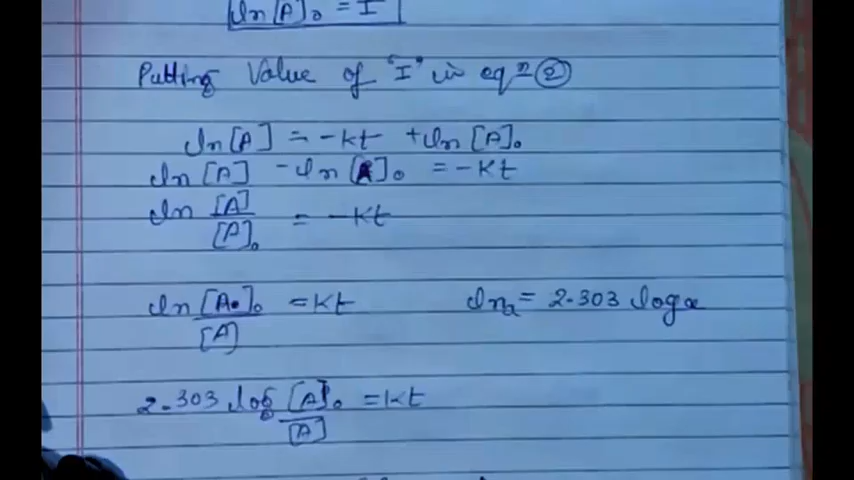 ln[A]₀ = I
Putting Value of "I" in eqⁿ ②
ln[A] = -kt + ln[A]₀
ln[A] - ln[A]₀ = -kt
ln [A]/[A]₀ = -kt
ln [A₀]₀/[A] = kt    lnx = 2.303 logx
2.303 log [A]₀/[A] = kt